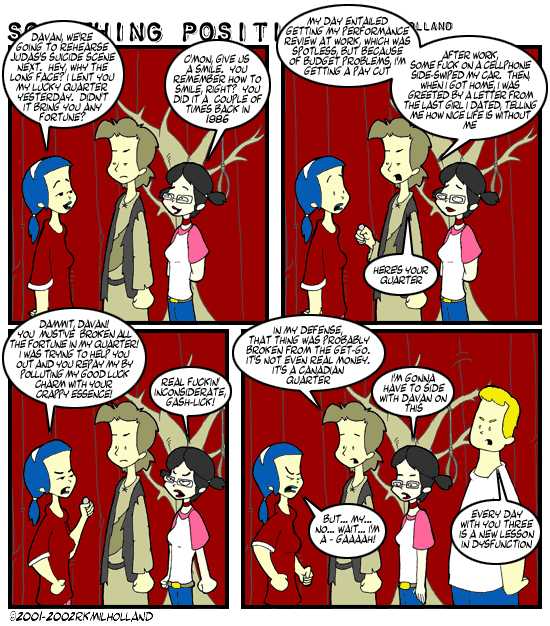 SOMETHING POSITI
HOLLAND
DAVAN, WE'RE
GOING TO REHEARSE
JUDAS'S SUICIDE SCENE
NEXT. HEY, WHY THE
LONG FACE? I LENT YOU
MY LUCKY QUARTER
YESTERDAY. DIDN'T
IT BRING YOU ANY
FORTUNE?
C'MON, GIVE US
A SMILE. YOU
REMEMBER HOW TO
SMILE, RIGHT? YOU
DID IT A COUPLE OF
TIMES BACK IN
1986
MY DAY ENTAILED
GETTING MY PERFORMANCE
REVIEW AT WORK, WHICH WAS
SPOTLESS, BUT BECAUSE
OF BUDGET PROBLEMS, I'M
GETTING A PAY CUT
AFTER WORK,
SOME FUCK ON A CELLPHONE
SIDE-SWIPED MY CAR. THEN,
WHEN I GOT HOME, I WAS
GREETED BY A LETTER FROM
THE LAST GIRL I DATED, TELLING
ME HOW NICE LIFE IS WITHOUT
ME
HERE'S YOUR
QUARTER
DAMMIT, DAVAN!
YOU MUST'VE BROKEN ALL
THE FORTUNE IN MY QUARTER!
I WAS TRYING TO HELP YOU
OUT AND YOU REPAY ME BY
POLLUTING MY GOOD LUCK
CHARM WITH YOUR
CRAPPY ESSENCE!
REAL FUCKIN'
INCONSIDERATE,
GASH-LICK!
IN MY DEFENSE,
THAT THING WAS PROBABLY
BROKEN FROM THE GET-GO.
IT'S NOT EVEN REAL MONEY.
IT'S A CANADIAN
QUARTER
I'M GONNA
HAVE TO SIDE
WITH DAVAN ON
THIS
BUT... MY...
NO... WAIT... I'M
A - GAAAAH!
EVERY DAY
WITH YOU THREE
IS A NEW LESSON
IN DYSFUNCTION
©2001-2002RKMILHOLLAND